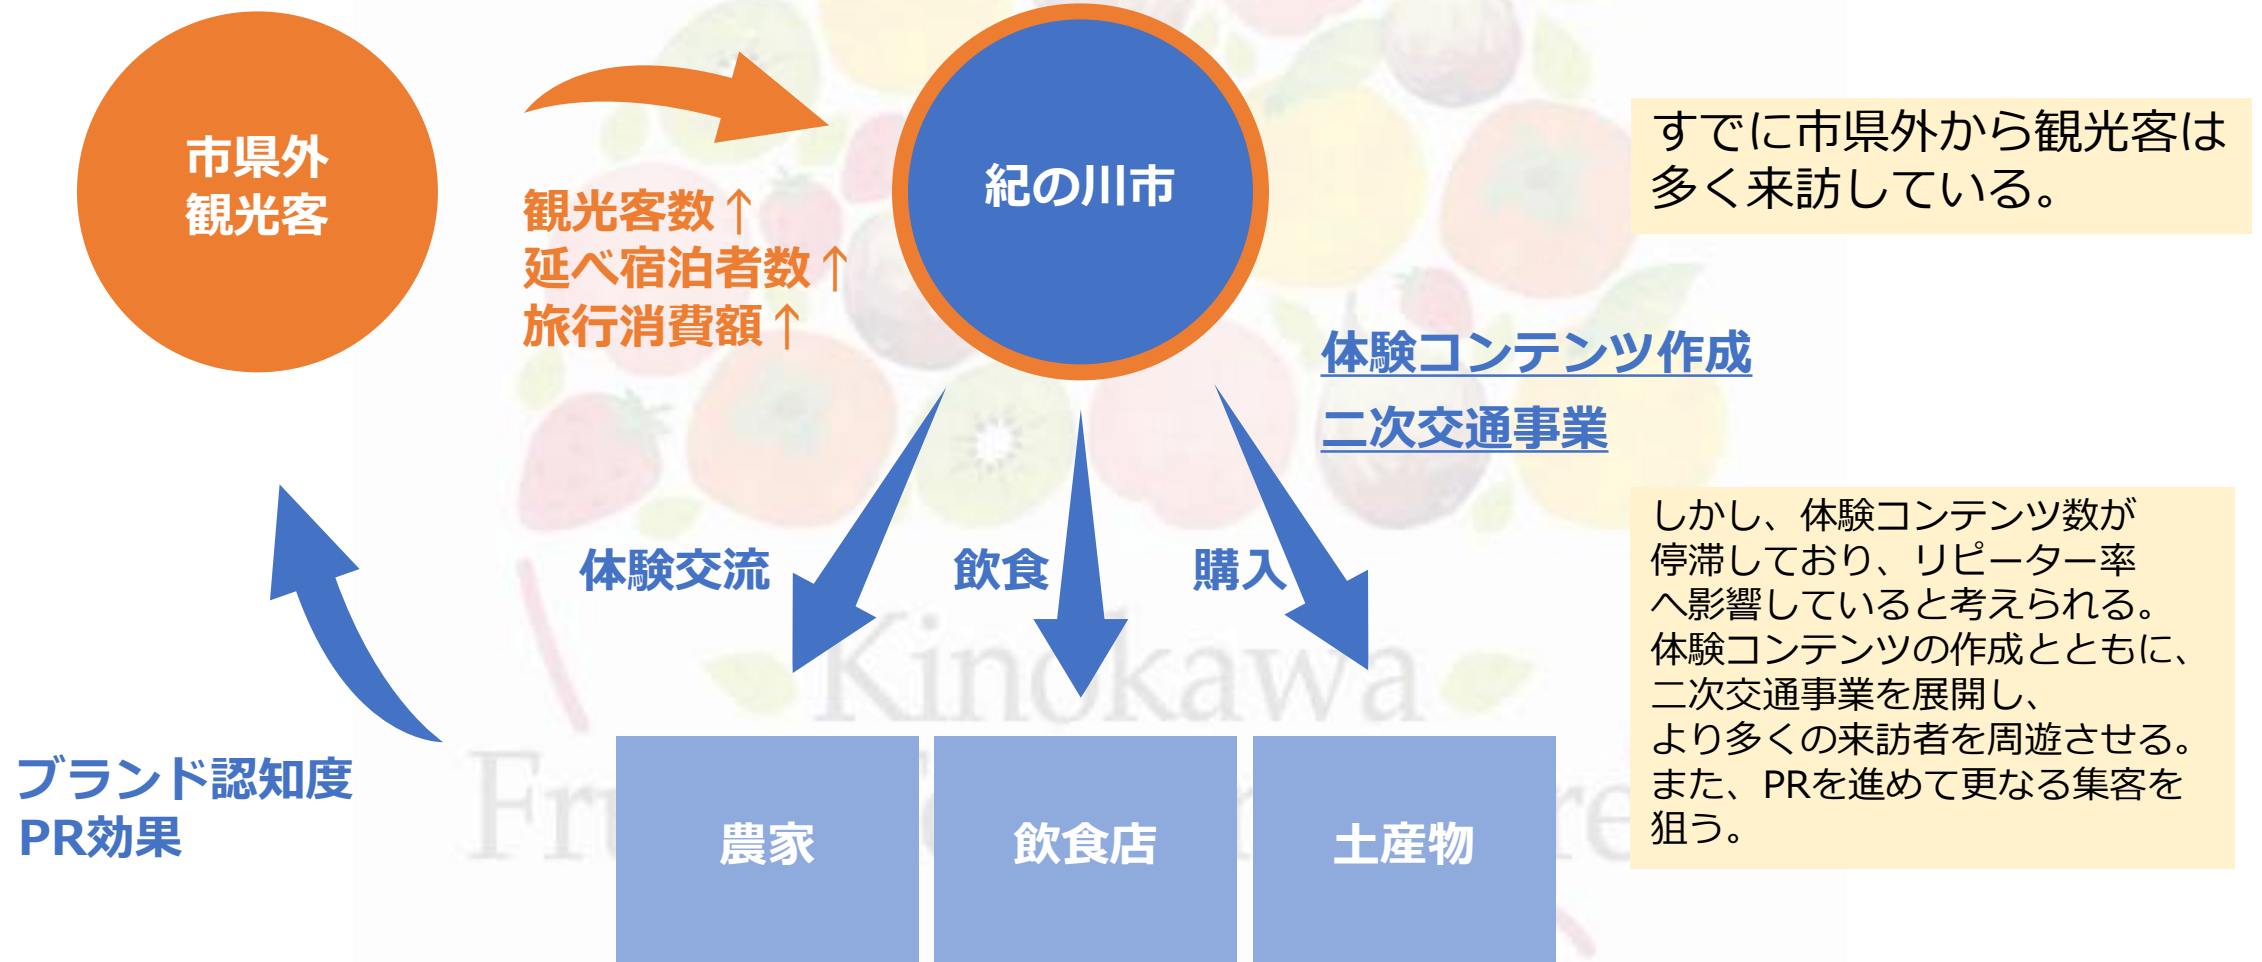 市県外
観光客
観光客数↑
延べ宿泊者数↑
旅行消費額↑
紀の川市
すでに市県外から観光客は
多く来訪している。
体験コンテンツ作成
二次交通事業
しかし、体験コンテンツ数が
停滞しており、リピーター率
へ影響していると考えられる。
体験コンテンツの作成とともに、
二次交通事業を展開し、
より多くの来訪者を周遊させる。
また、PRを進めて更なる集客を
狙う。
体験交流
飲食
購入
Kinokawa
ブランド認知度
PR効果
農家
飲食店
土産物